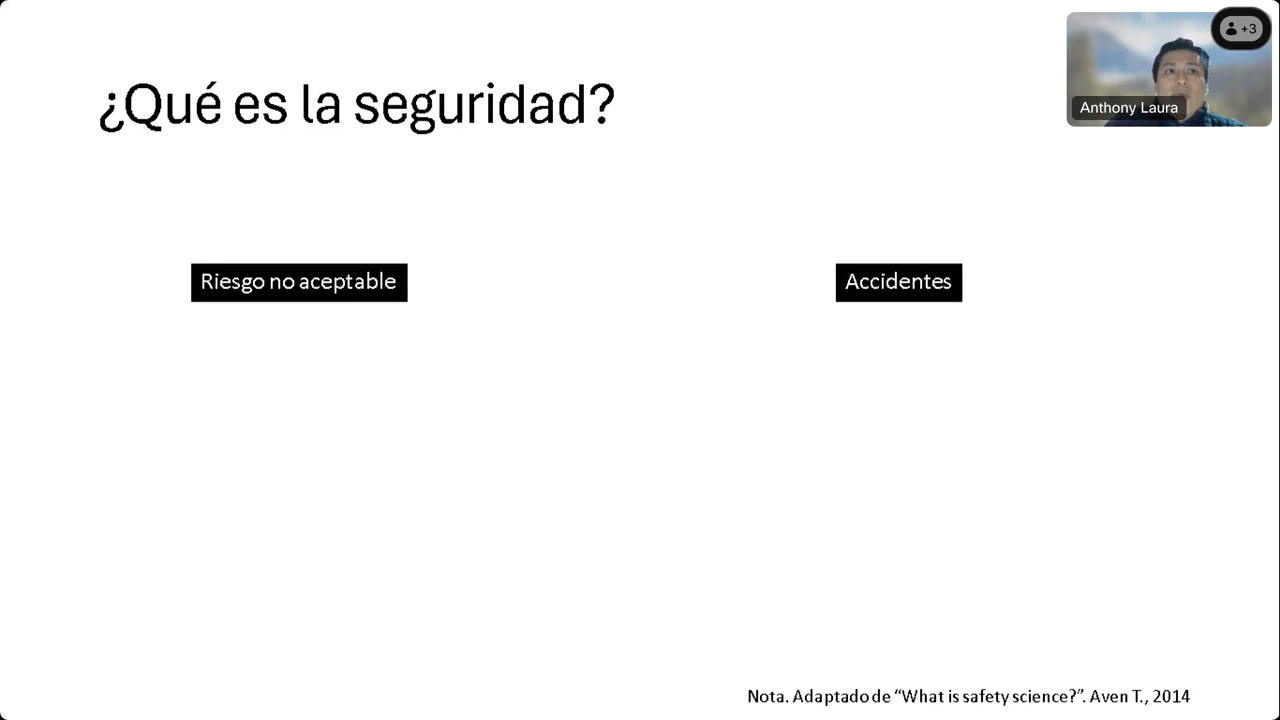 ¿Qué es la seguridad?
+3
Anthony Laura
Riesgo no aceptable
Accidentes
Nota. Adaptado de “What is safety science?”. Aven T., 2014